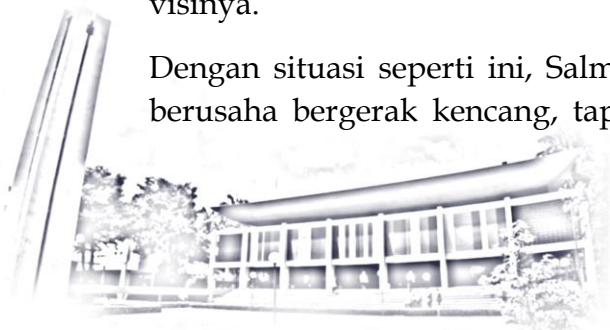 visinya.
Dengan situasi seperti ini, Salm
berusaha bergerak kencang, tap